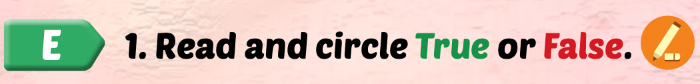 E 1. Read and circle True or False.